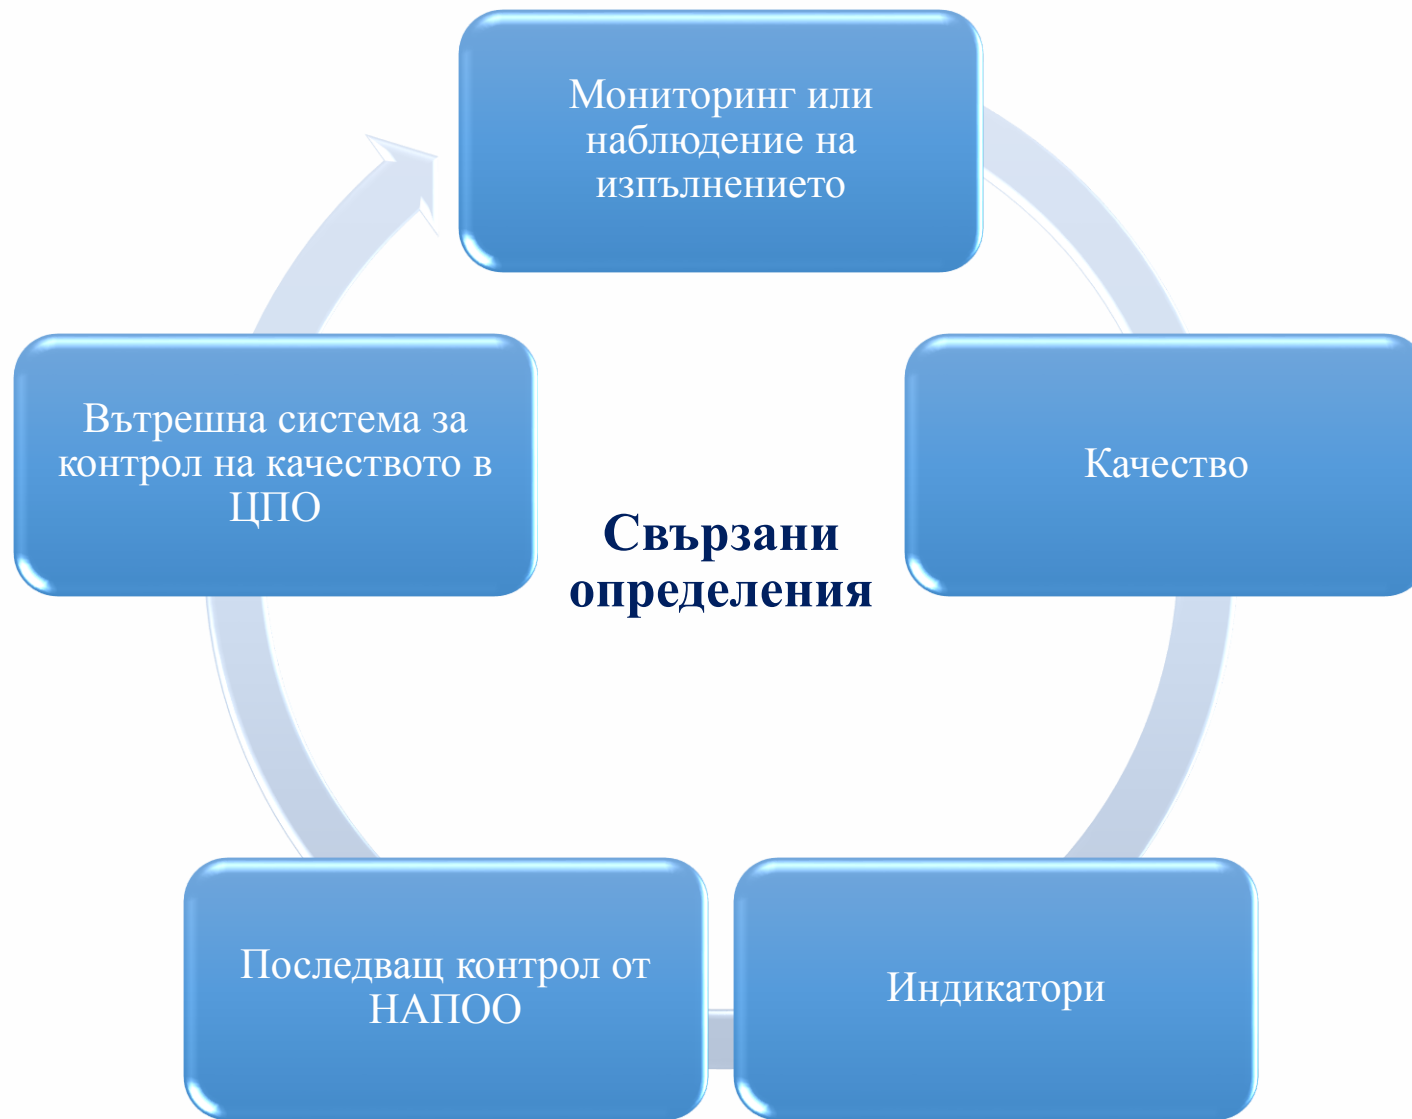 Мониторинг или
наблюдение на
изпълнението
Качество
Индикатори
Последващ контрол от
НАПОО
Вътрешна система за
контрол на качеството в
ЦПО
Свързани
определения